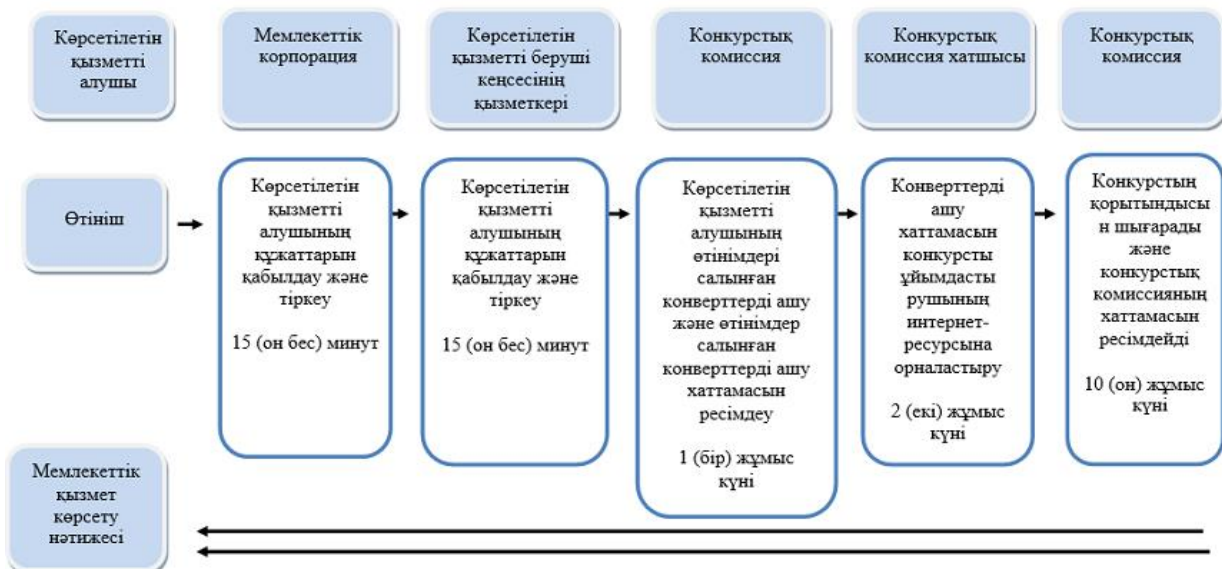 Көрсетілетін
қызметті
алушы
Мемлекеттік
корпорация
Көрсетілетін
қызметті беруші
кеңсесінің
қызметкері
Конкурстық
комиссия
Конкурстық
комиссия хатшысы
Конкурстық
комиссия
Өтініш
Көрсетілетін
қызметті
алушының
құжаттарын
қабылдау және
тіркеу
15 (он бес) минут
Көрсетілетін
қызметті
алушының
құжаттарын
қабылдау және
тіркеу
15 (он бес) минут
Көрсетілетін
қызметті
алушының
өтінімдері
салынған
конверттерді ашу
және өтінімдер
салынған
конверттерді ашу
хаттамасын
ресімдеу
1 (бір) жұмыс
күні
Конверттерді
ашу
хаттамасын
конкурсты
ұйымдасты
рушының
интернет-
ресурсына
орналастыру
2 (екі) жұмыс
күні
Конкурстың
қорытындысы
н шығарады
және
конкурстық
комиссияның
хаттамасын
ресімдейді
10 (он) жұмыс
күні
Мемлекеттік
қызмет
көрсету
нәтижесі